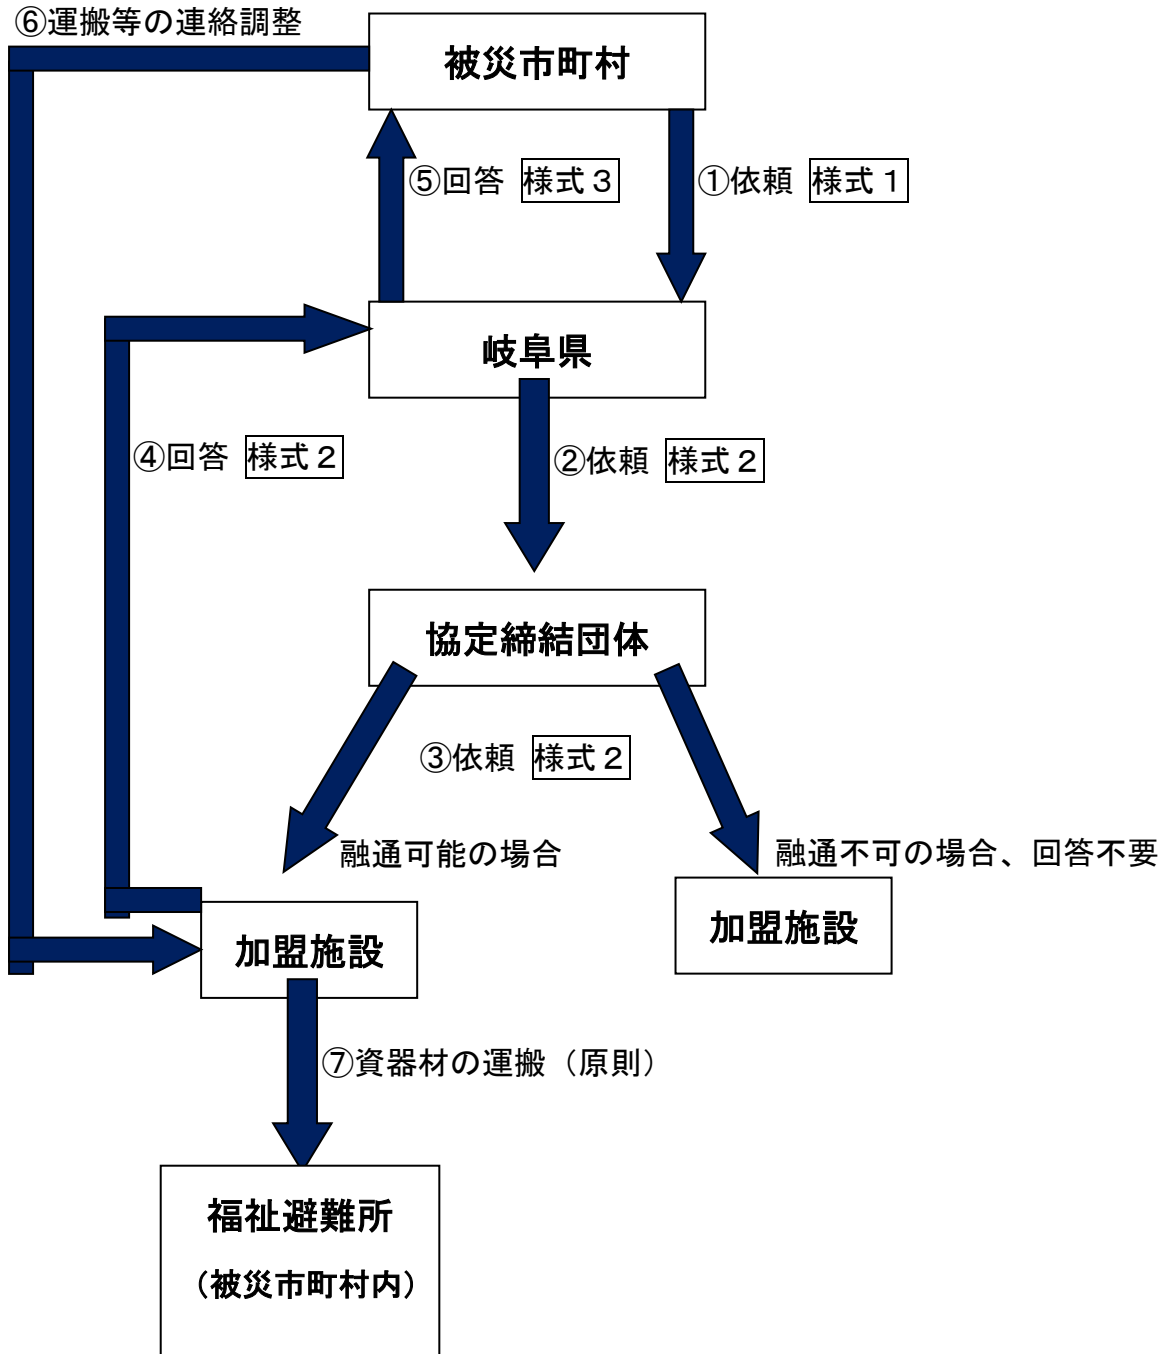 ⑥運搬等の連絡調整
被災市町村
⑤回答 様式３
①依頼 様式１
岐阜県
④回答 様式２
②依頼 様式２
協定締結団体
③依頼 様式２
融通可能の場合
融通不可の場合、回答不要
加盟施設
加盟施設
⑦資器材の運搬（原則）
福祉避難所
（被災市町村内）